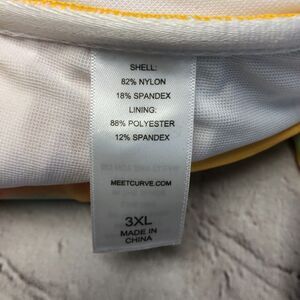 SHELL:
82% NYLON
18% SPANDEX
LINING:
88% POLYESTER
12% SPANDEX
MEETCURVE.COM
3XL
MADE IN
CHINA